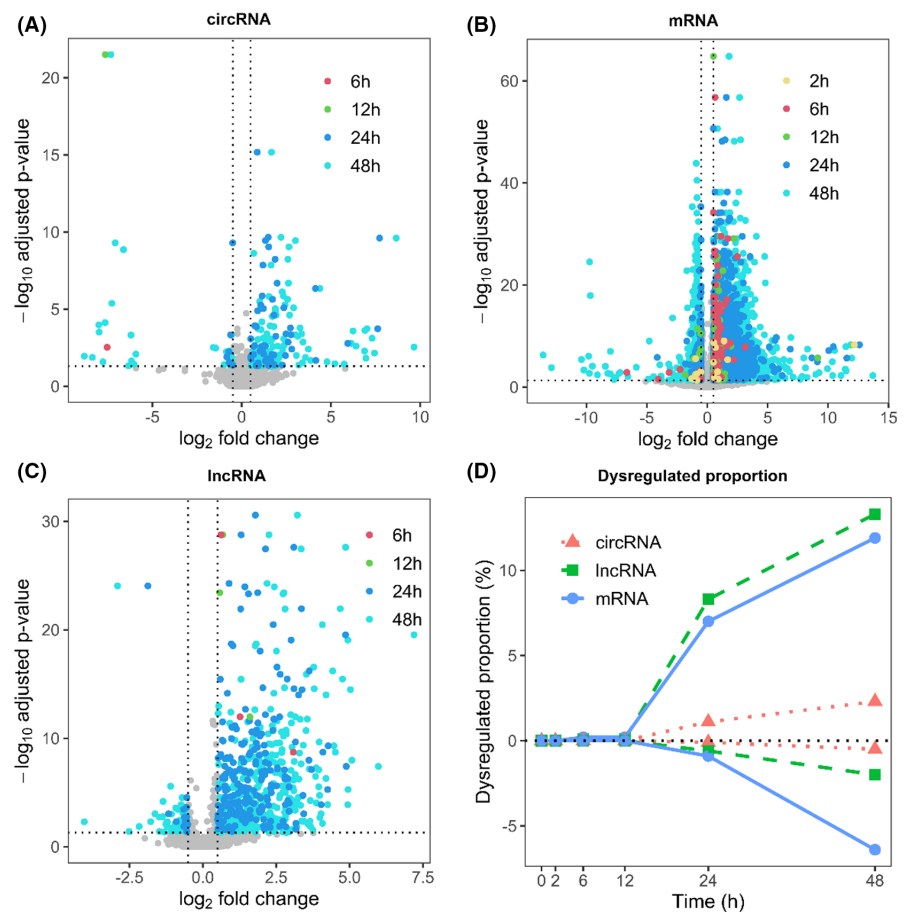 (A)
circRNA
− log10 adjusted p-value
20
15
10
5
0
-5
0
5
10
log2 fold change
6h
12h
24h
48h
(B)
mRNA
− log10 adjusted p-value
60
40
20
0
-10
-5
0
5
10
15
log2 fold change
2h
6h
12h
24h
48h
(C)
lncRNA
− log10 adjusted p-value
30
20
10
0
-2.5
0.0
2.5
5.0
7.5
log2 fold change
6h
12h
24h
48h
(D)
Dysregulated proportion
Dysregulated proportion (%)
10
5
0
-5
0 2 6 12 24 48
Time (h)
circRNA
lncRNA
mRNA